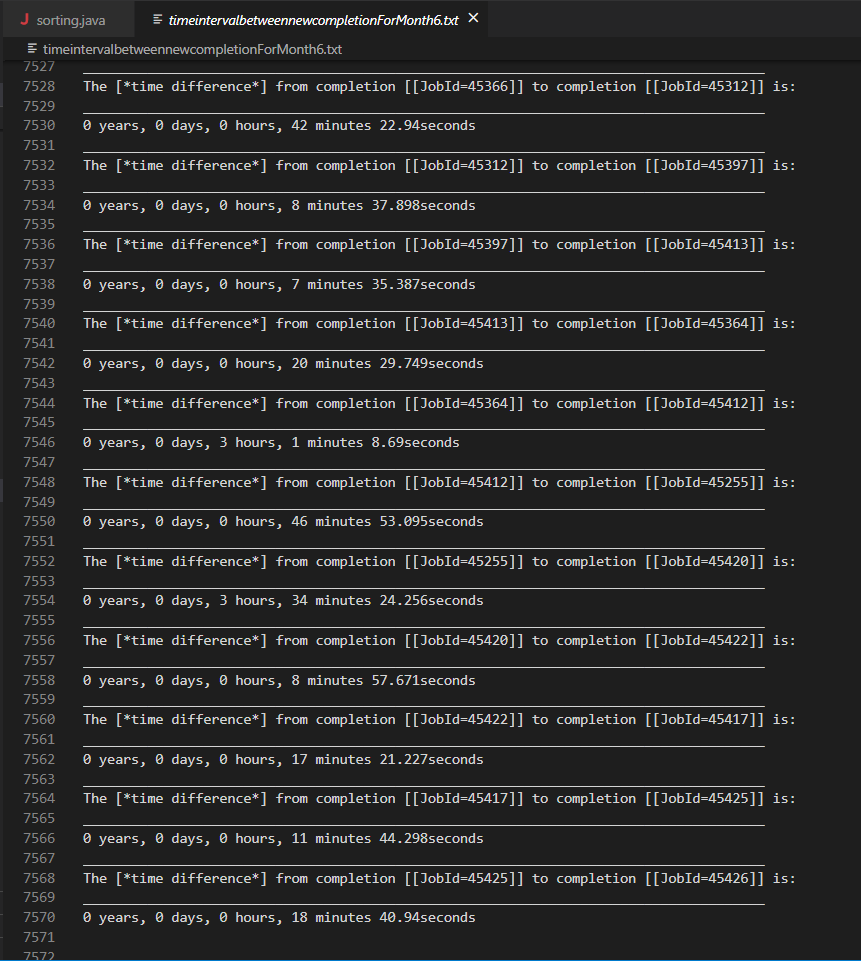 sorting.java
timeintervalbetweennewcompletionForMonth6.txt
timeintervalbetweennewcompletionForMonth6.txt
7527
7528 The [*time difference*] from completion [[JobId=45366]] to completion [[JobId=45312]] is:
7529
7530 0 years, 0 days, 0 hours, 42 minutes 22.94seconds
7531
7532 The [*time difference*] from completion [[JobId=45312]] to completion [[JobId=45397]] is:
7533
7534 0 years, 0 days, 0 hours, 8 minutes 37.898seconds
7535
7536 The [*time difference*] from completion [[JobId=45397]] to completion [[JobId=45413]] is:
7537
7538 0 years, 0 days, 0 hours, 7 minutes 35.387seconds
7539
7540 The [*time difference*] from completion [[JobId=45413]] to completion [[JobId=45364]] is:
7541
7542 0 years, 0 days, 0 hours, 20 minutes 29.749seconds
7543
7544 The [*time difference*] from completion [[JobId=45364]] to completion [[JobId=45412]] is:
7545
7546 0 years, 0 days, 3 hours, 1 minutes 8.69seconds
7547
7548 The [*time difference*] from completion [[JobId=45412]] to completion [[JobId=45255]] is:
7549
7550 0 years, 0 days, 0 hours, 46 minutes 53.095seconds
7551
7552 The [*time difference*] from completion [[JobId=45255]] to completion [[JobId=45420]] is:
7553
7554 0 years, 0 days, 3 hours, 34 minutes 24.256seconds
7555
7556 The [*time difference*] from completion [[JobId=45420]] to completion [[JobId=45422]] is:
7557
7558 0 years, 0 days, 0 hours, 8 minutes 57.671seconds
7559
7560 The [*time difference*] from completion [[JobId=45422]] to completion [[JobId=45417]] is:
7561
7562 0 years, 0 days, 0 hours, 17 minutes 21.227seconds
7563
7564 The [*time difference*] from completion [[JobId=45417]] to completion [[JobId=45425]] is:
7565
7566 0 years, 0 days, 0 hours, 11 minutes 44.298seconds
7567
7568 The [*time difference*] from completion [[JobId=45425]] to completion [[JobId=45426]] is:
7569
7570 0 years, 0 days, 0 hours, 18 minutes 40.94seconds
7571
7572